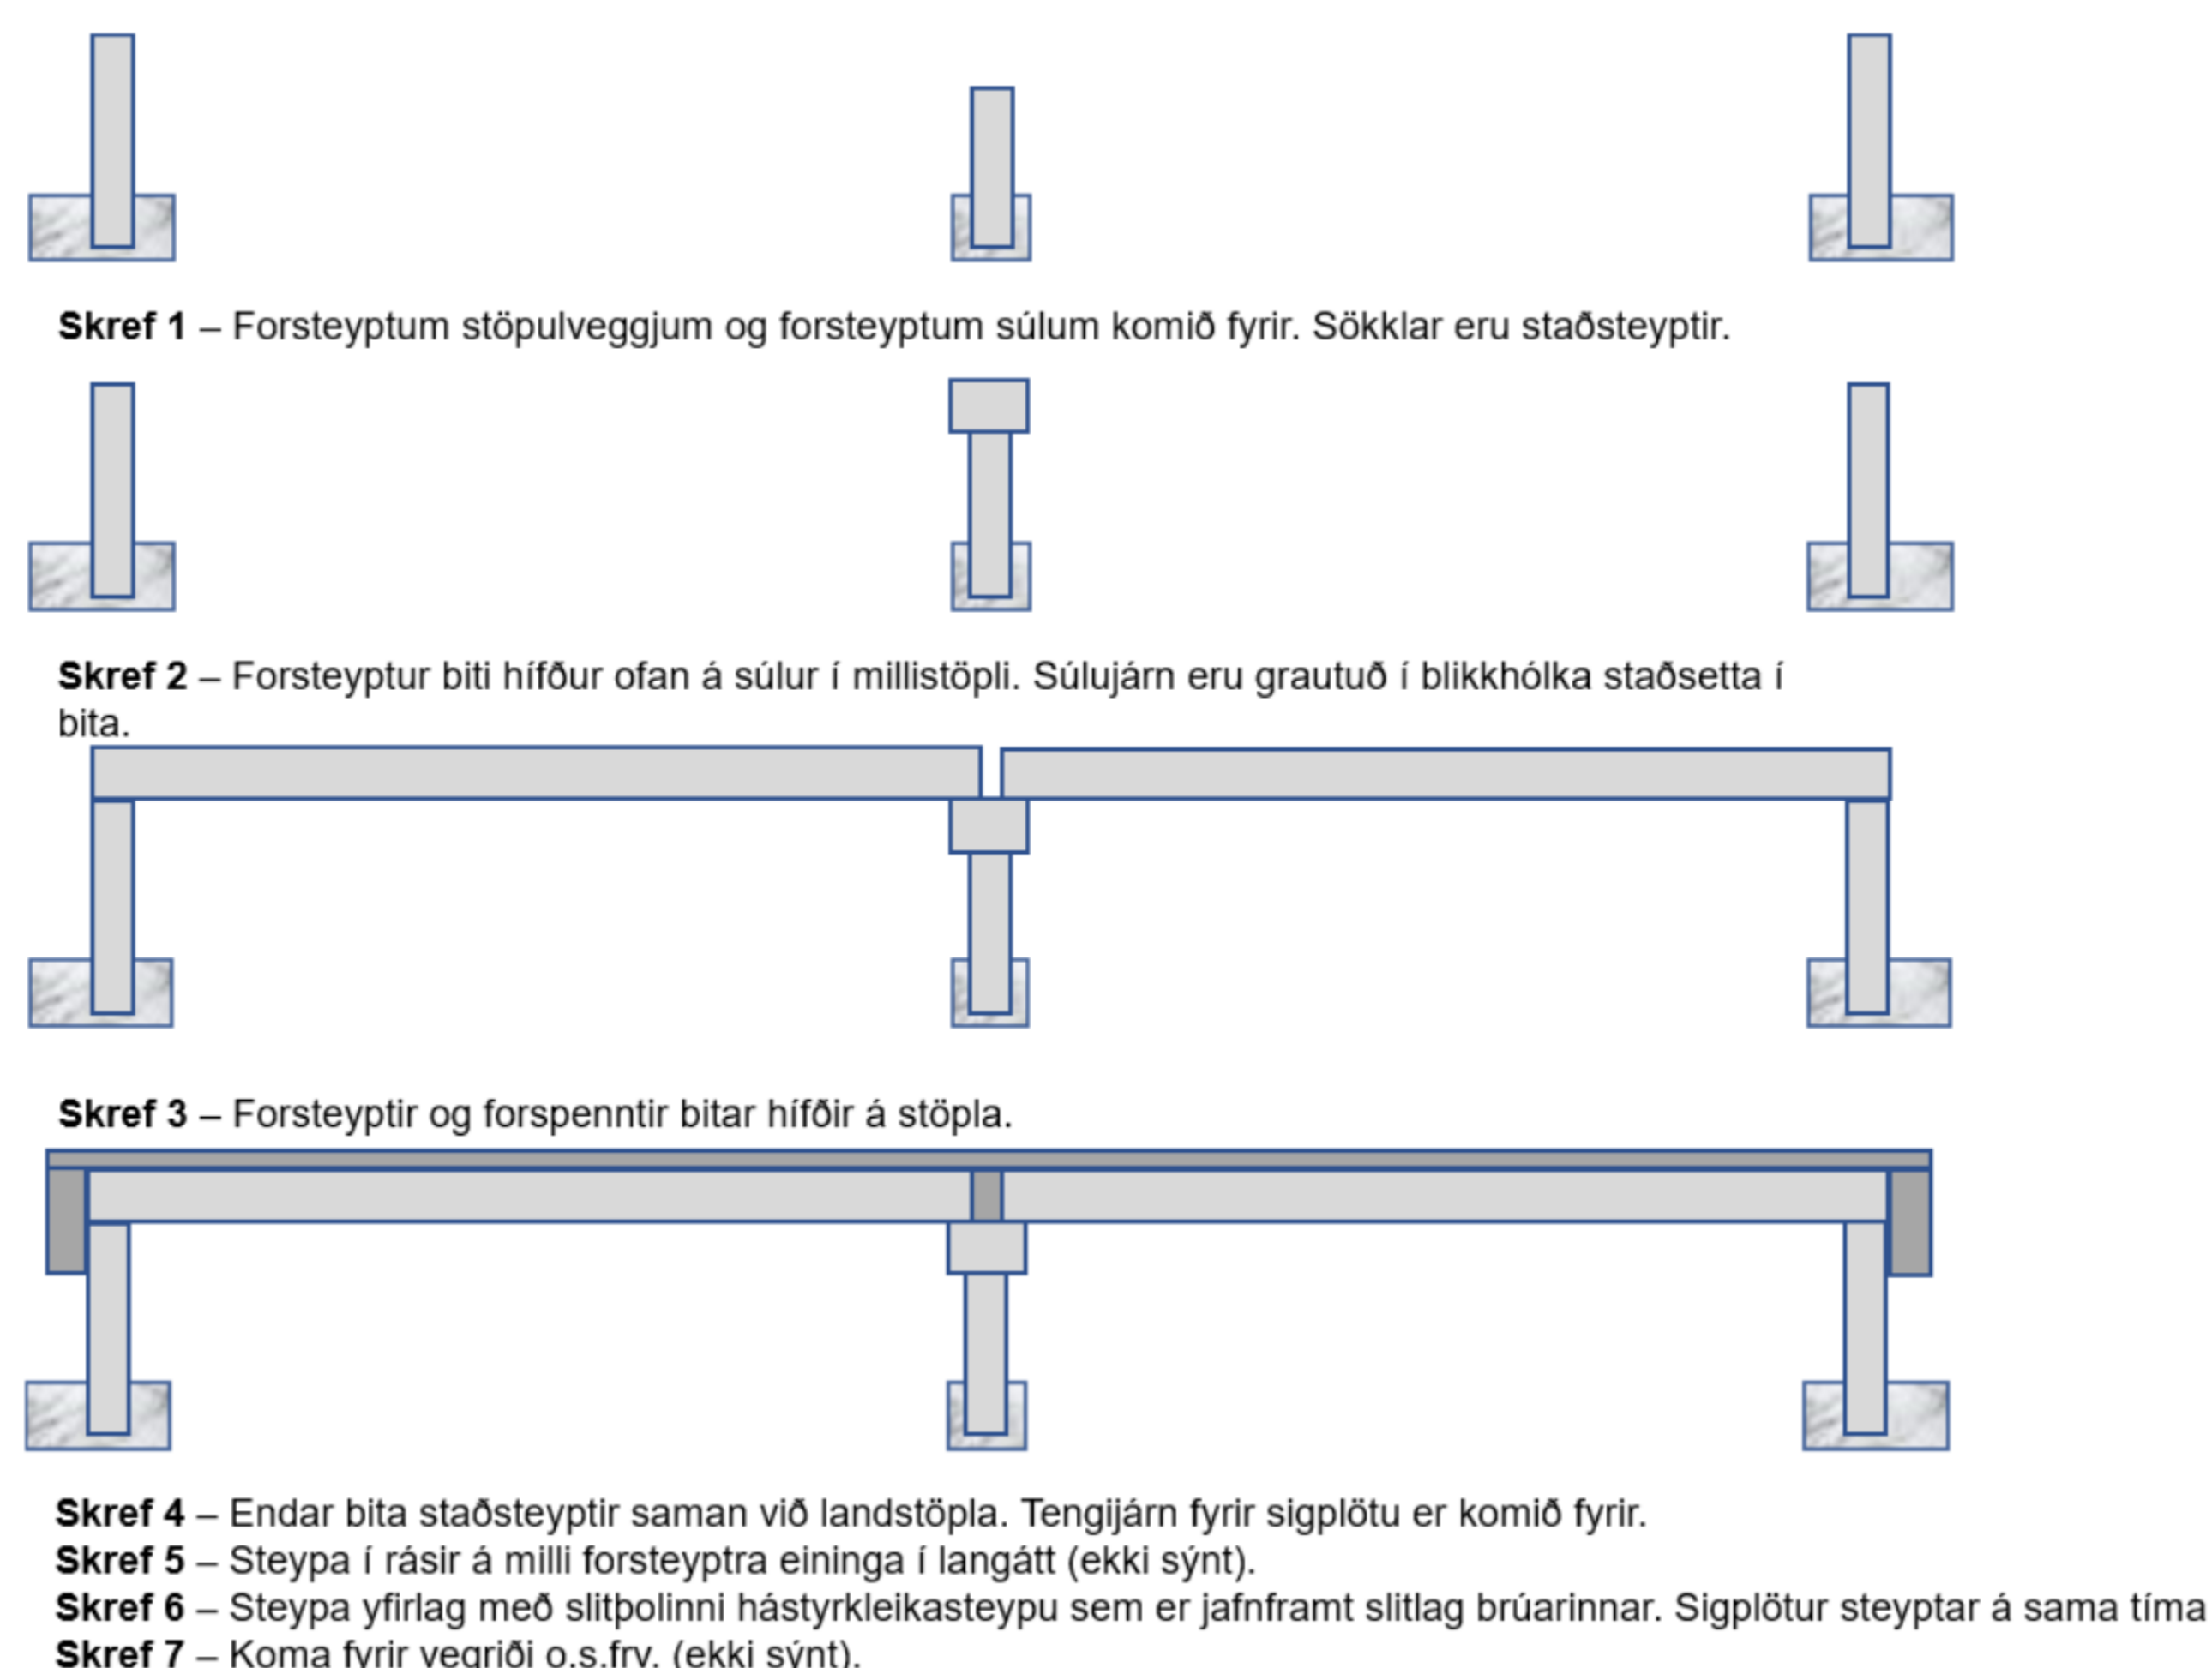 Skref 1 – Forsteyptum stöpulveggjum og forsteyptum súlum komið fyrir. Sökklar eru staðsteyptir.
Skref 2 – Forsteyptur biti hífður ofan á súlur í millistöpli. Súlujárn eru grautuð í blikkhólka staðsetta í
bita.
Skref 3 – Forsteyptir og forspenntir bitar hífðir á stöpla.
Skref 4 – Endar bita staðsteyptir saman við landstöpla. Tengijárn fyrir sigplötu er komið fyrir.
Skref 5 – Steypa í rásir á milli forsteyptra eininga í langátt (ekki sýnt).
Skref 6 – Steypa yfirlag með slitþolinni hástyrkleikasteypu sem er jafnframt slitlag brúarinnar. Sigplötur steyptar á sama tíma
Skref 7 – Koma fyrir vegriði o.s.frv. (ekki sýnt).